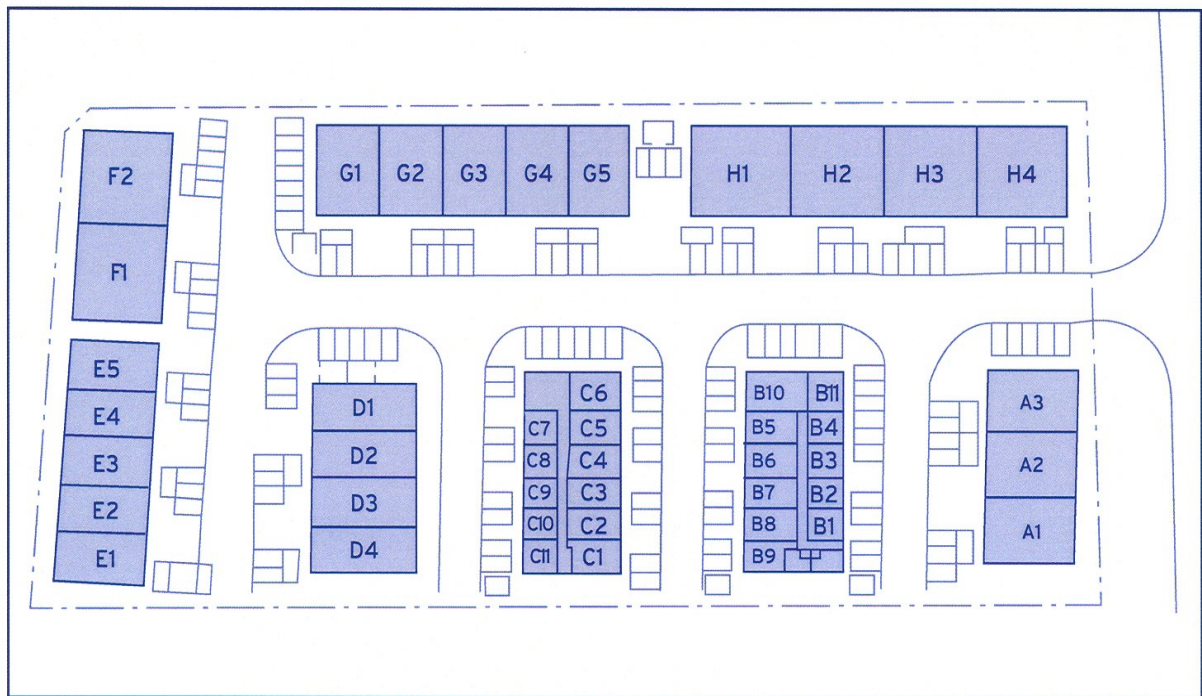 F2
F1
G1 G2 G3 G4 G5
H1 H2 H3 H4
E5
E4
E3
E2
E1
D1
D2
D3
D4
C6
C7 C5
C8 C4
C9 C3
C10 C2
C11 C1
B10 B11
B5 B4
B6 B3
B7 B2
B8 B1
B9
A3
A2
A1